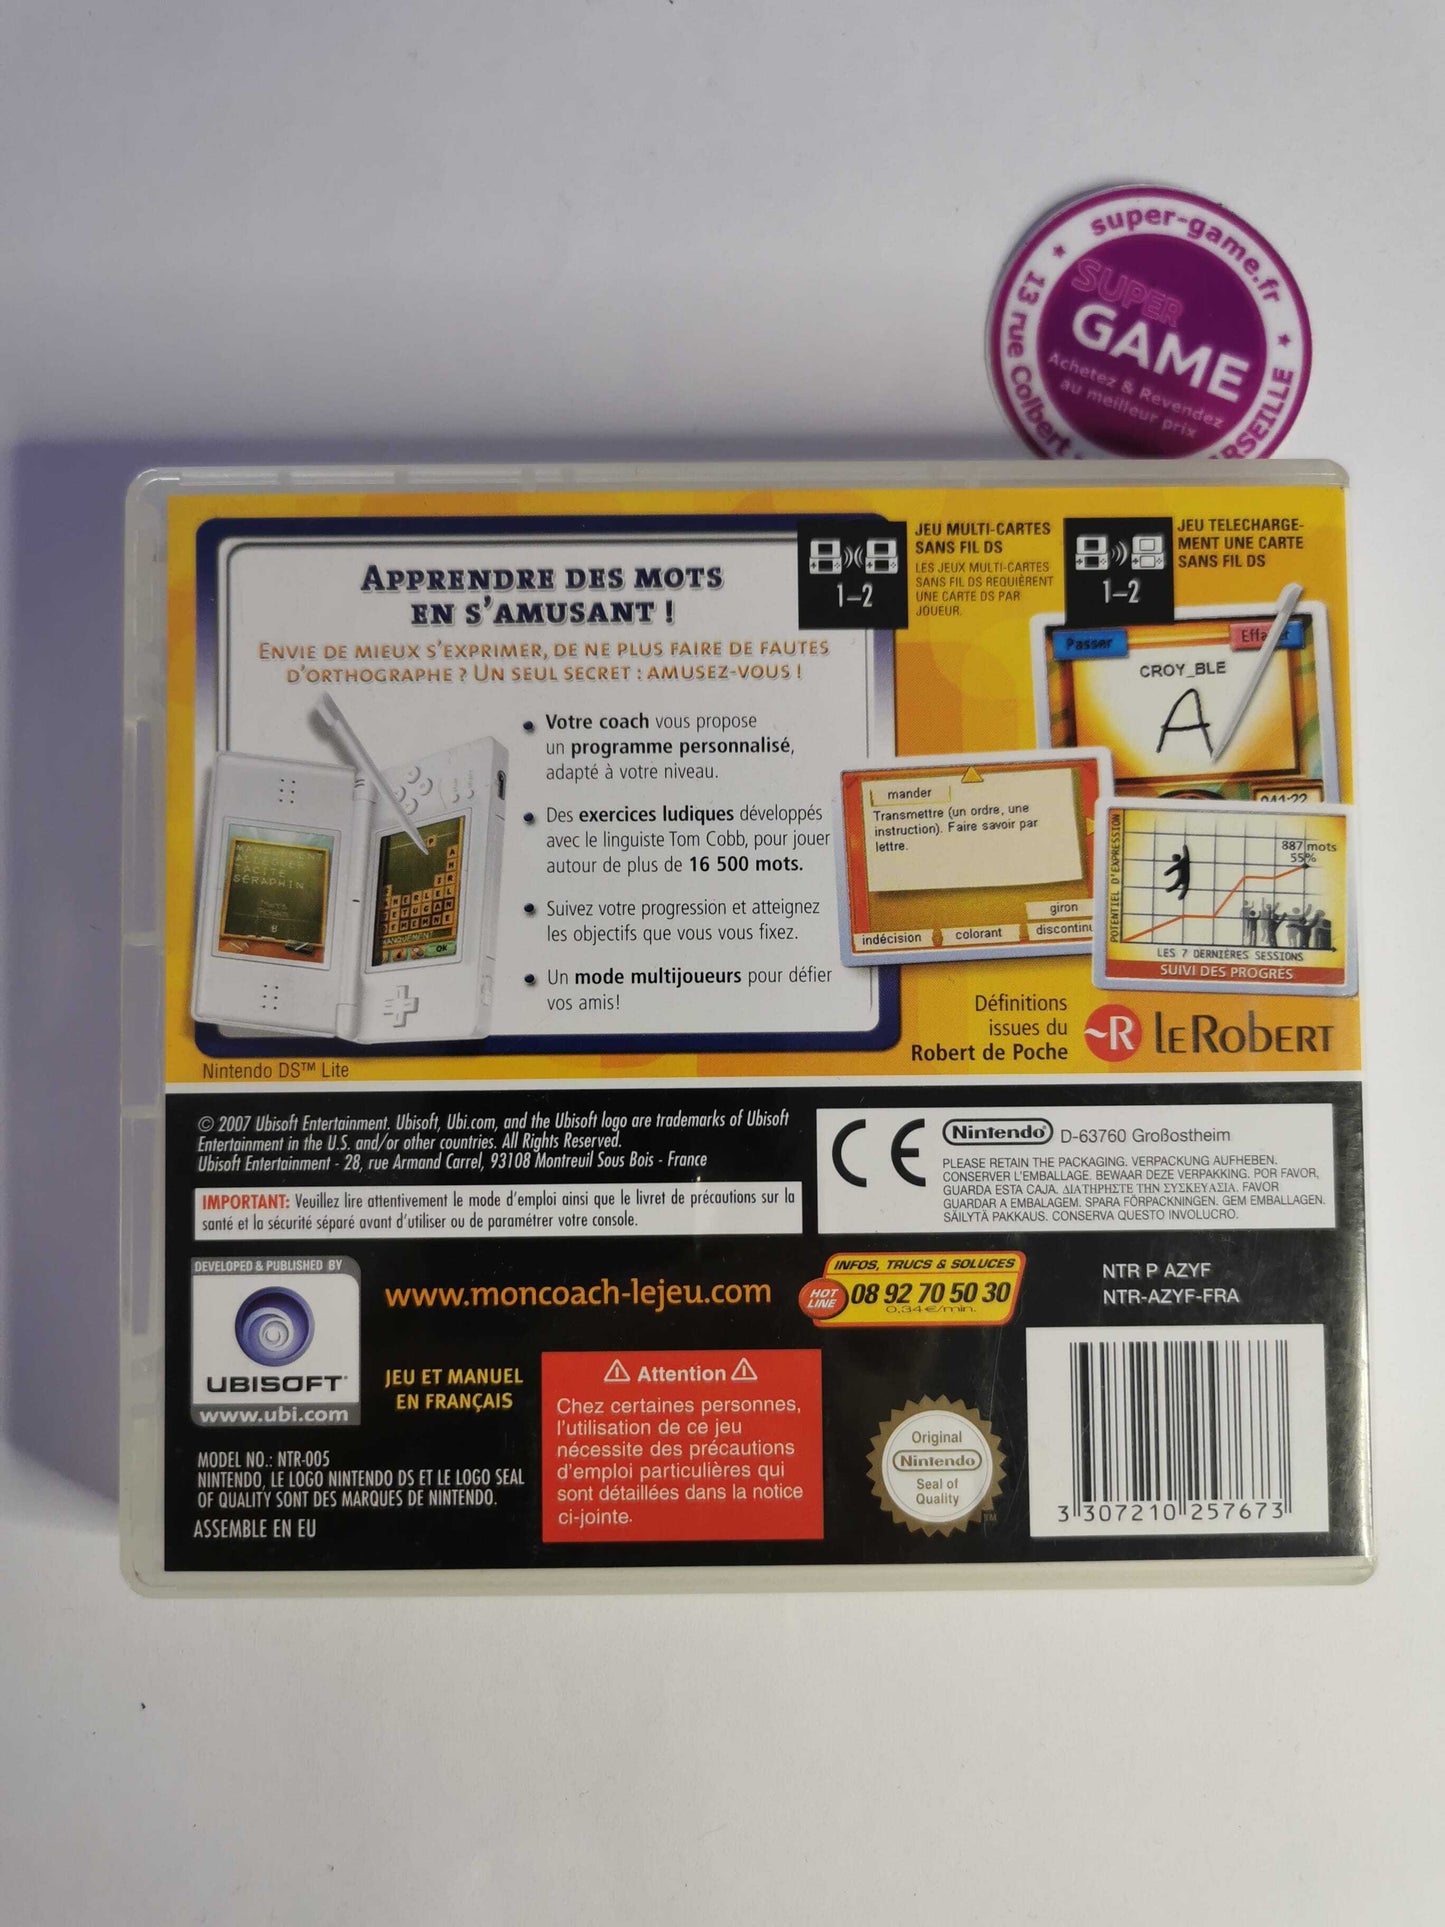 super-game.fr
13 rue Colbert
SUPER
GAME
Achetez & Revendez
au meilleur prix
APPRENDRE DES MOTS
EN S'AMUSANT !
ENVIE DE MIEUX S'EXPRIMER, DE NE PLUS FAIRE DE FAUTES
D'ORTHOGRAPHE ? UN SEUL SECRET : AMUSEZ-VOUS !
• Votre coach vous propose
un programme personnalisé,
adapté à votre niveau.
• Des exercices ludiques développés
avec le linguiste Tom Cobb, pour jouer
autour de plus de 16 500 mots.
• Suivez votre progression et atteignez
les objectifs que vous vous fixez.
• Un mode multijoueurs pour défier
vos amis!
Nintendo DS™ Lite
1–2
JEU MULTI-CARTES
SANS FIL DS
LES JEUX MULTI-CARTES
SANS FIL DS REQUIÈRENT
UNE CARTE DS PAR
JOUEUR.
1–2
JEU TELECHARGE-
MENT UNE CARTE
SANS FIL DS
Passer
CROY_BLE
A
mander
Transmettre (un ordre, une
instruction). Faire savoir par
lettre.
giron
indécision colorant discontinu
887 mots
55%
POTENTIEL D'EXPRESSION
LES 7 DERNIÈRES SESSIONS
SUIVI DES PROGRÈS
Définitions
issues du
Robert de Poche
~R LEROBERT
© 2007 Ubisoft Entertainment. Ubisoft, Ubi.com, and the Ubisoft logo are trademarks of Ubisoft
Entertainment in the U.S. and/or other countries. All Rights Reserved.
Ubisoft Entertainment - 28, rue Armand Carrel, 93108 Montreuil Sous Bois - France
IMPORTANT: Veuillez lire attentivement le mode d'emploi ainsi que le livret de précautions sur la
santé et la sécurité séparé avant d'utiliser ou de paramétrer votre console.
CE
Nintendo D-63760 Großostheim
PLEASE RETAIN THE PACKAGING. VERPACKUNG AUFHEBEN.
CONSERVER L'EMBALLAGE. BEWAAR DEZE VERPAKKING. POR FAVOR,
GUARDA ESTA CAJA. ΔΙΑΤΗΡΗΣΤΕ ΤΗΝ ΣΥΣΚΕΥΑΣΙΑ. FAVOR
GUARDAR A EMBALAGEM. SPARA FÖRPACKNINGEN. GEM EMBALLAGEN.
SÄILYTÄ PAKKAUS. CONSERVA QUESTO INVOLUCRO.
DEVELOPED & PUBLISHED BY
UBISOFT
www.ubi.com
www.moncoach-lejeu.com
INFOS, TRUCS & SOLUCES
HOT LINE 08 92 70 50 30
0,34€/min.
NTR P AZYF
NTR-AZYF-FRA
JEU ET MANUEL
EN FRANÇAIS
Attention
Chez certaines personnes,
l'utilisation de ce jeu
nécessite des précautions
d'emploi particulières qui
sont détaillées dans la notice
ci-jointe.
MODEL NO.: NTR-005
NINTENDO, LE LOGO NINTENDO DS ET LE LOGO SEAL
OF QUALITY SONT DES MARQUES DE NINTENDO.
ASSEMBLE EN EU
Original
Nintendo
Seal of
Quality
TM
3 307210 257673